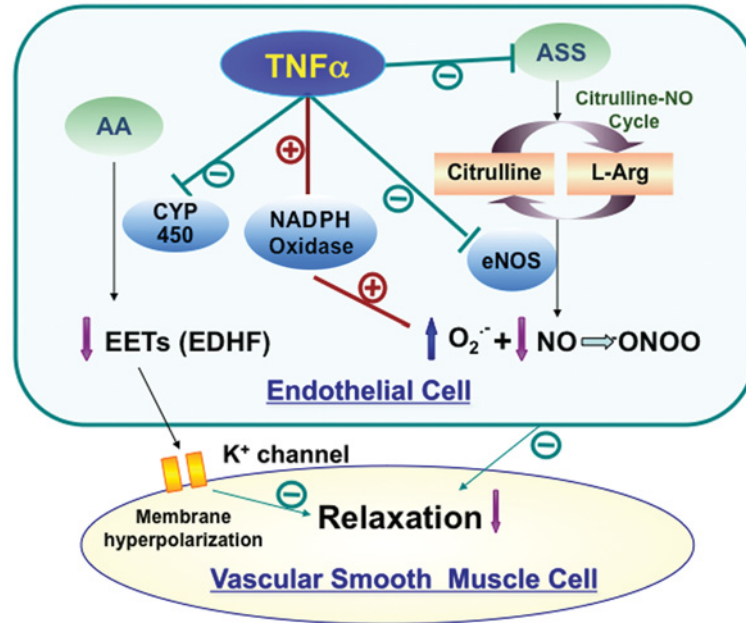 TNFα
ASS
Citrulline-NO
Cycle
AA
Citrulline
L-Arg
CYP
450
NADPH
Oxidase
eNOS
EETs (EDHF)
O₂·⁻ + NO ⇒ -ONOO
Endothelial Cell
K⁺ channel
Membrane
hyperpolarization
Relaxation
Vascular Smooth Muscle Cell